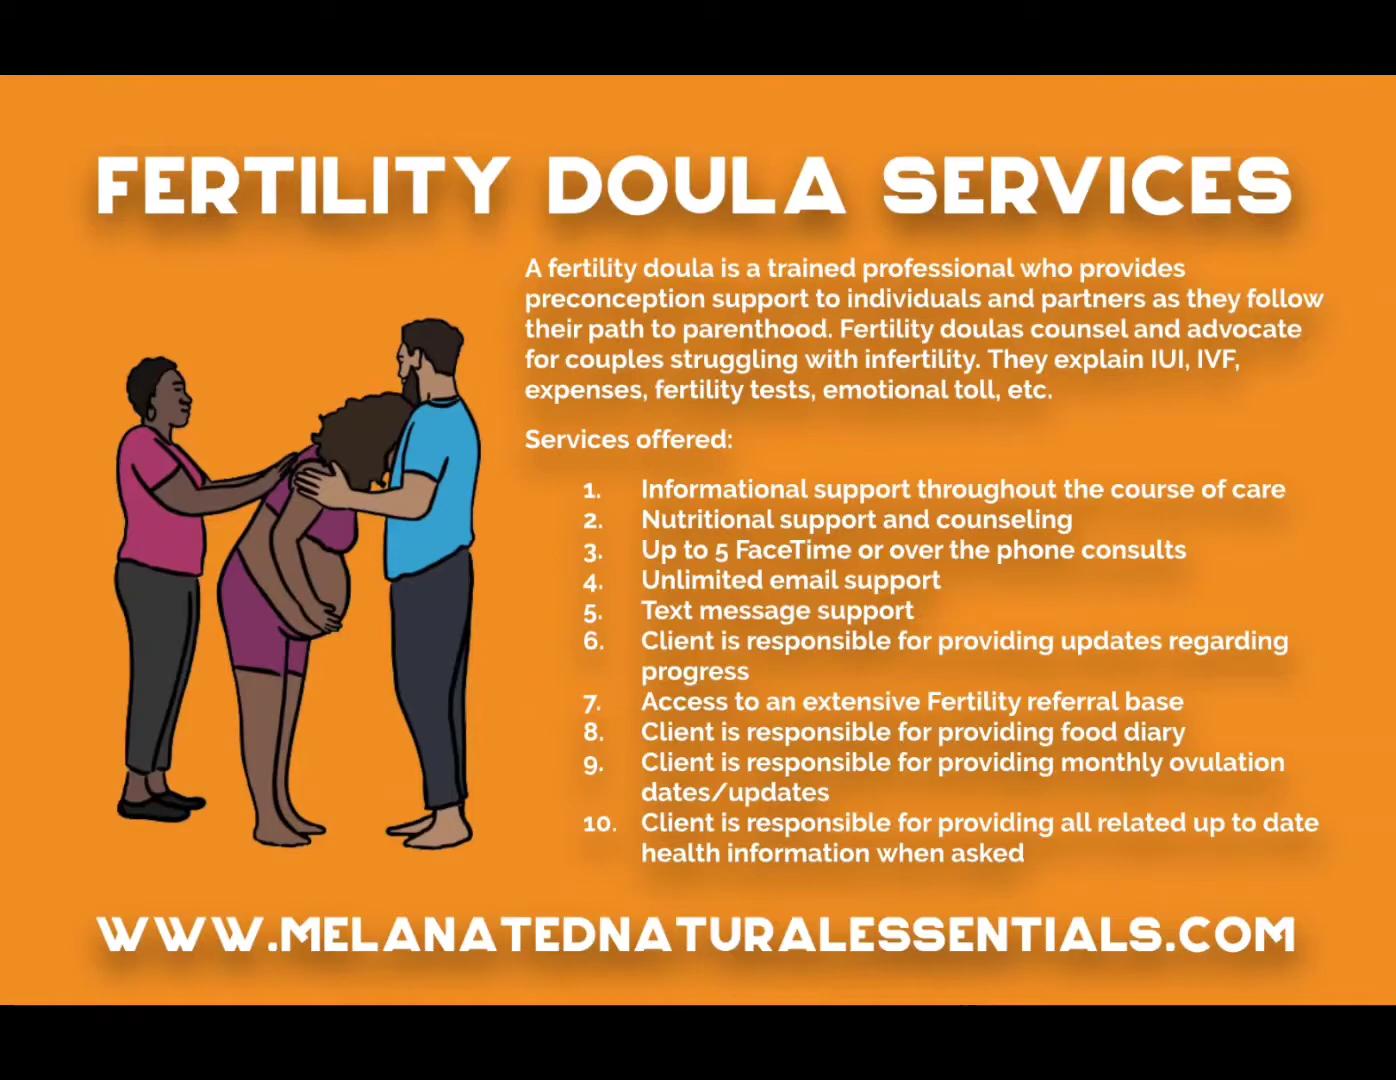 FERTILITY DOULA SERVICES
A fertility doula is a trained professional who provides
preconception support to individuals and partners as they follow
their path to parenthood. Fertility doulas counsel and advocate
for couples struggling with infertility. They explain IUI, IVF,
expenses, fertility tests, emotional toll, etc.
Services offered:
1. Informational support throughout the course of care
2. Nutritional support and counseling
3. Up to 5 FaceTime or over the phone consults
4. Unlimited email support
5. Text message support
6. Client is responsible for providing updates regarding
progress
7. Access to an extensive Fertility referral base
8. Client is responsible for providing food diary
9. Client is responsible for providing monthly ovulation
dates/updates
10. Client is responsible for providing all related up to date
health information when asked
WWW.MELANATEDNATURALESSENTIALS.COM